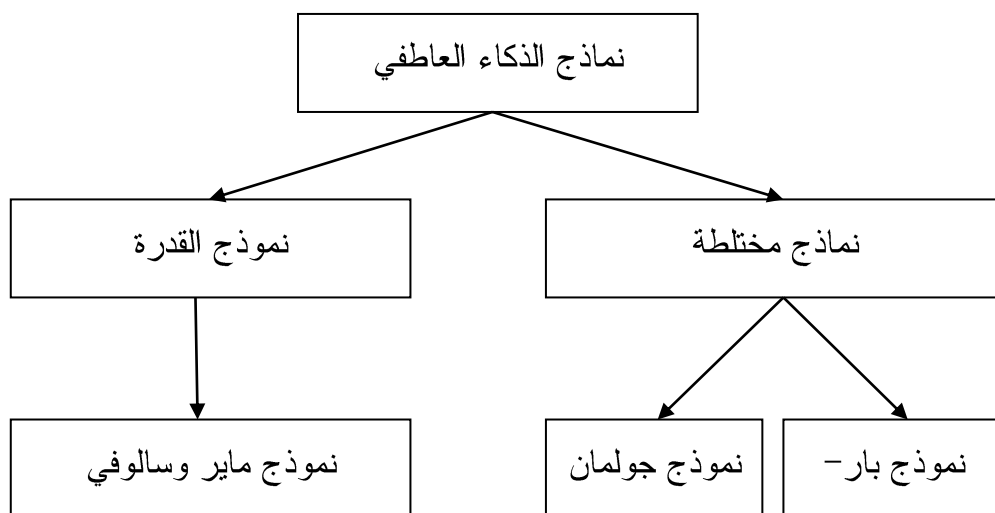 نماذج الذكاء العاطفي
نماذج مختلطة
نموذج القدرة
نموذج بار-
نموذج جولمان
نموذج ماير وسالوفي